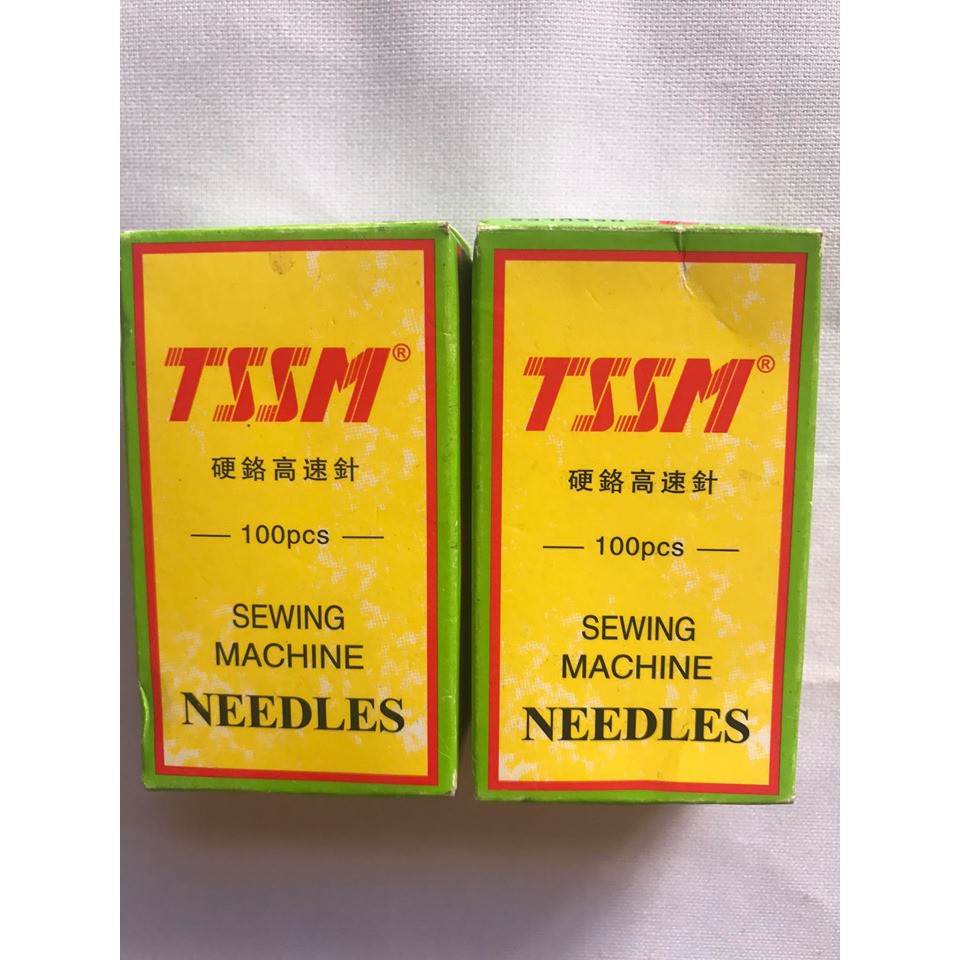 TSSM®
硬鉻高速針
100pcs
SEWING
MACHINE
NEEDLES
TSSM®
硬鉻高速針
100pcs
SEWING
MACHINE
NEEDLES